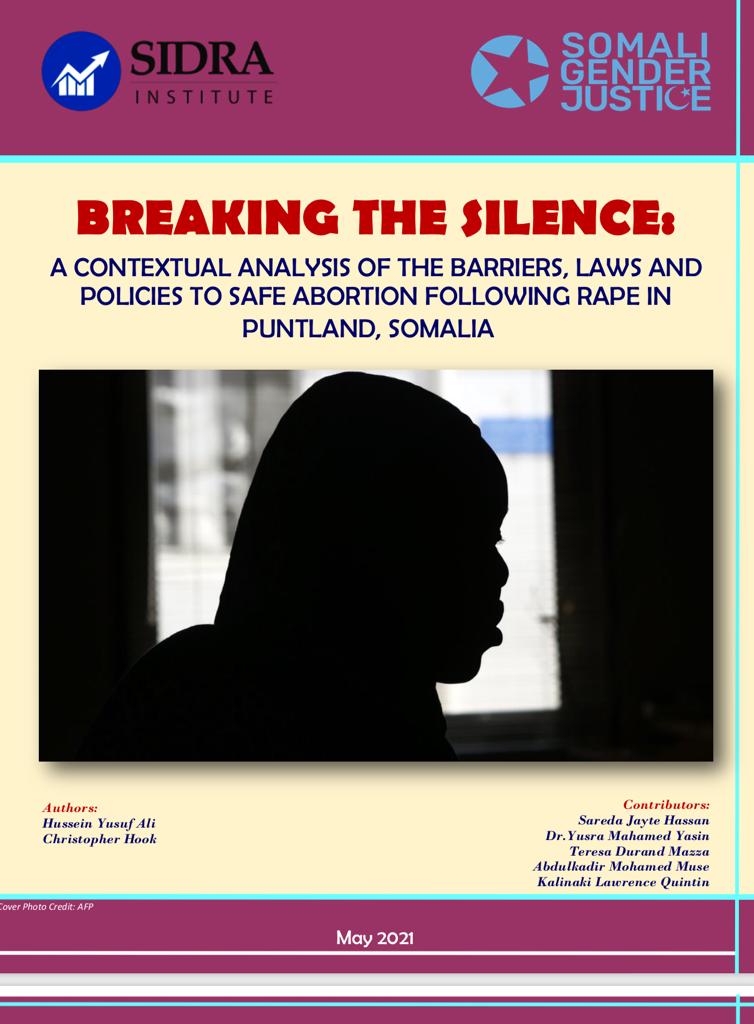 SIDRA
INSTITUTE
SOMALI
GENDER
JUSTICE
BREAKING THE SILENCE:
A CONTEXTUAL ANALYSIS OF THE BARRIERS, LAWS AND
POLICIES TO SAFE ABORTION FOLLOWING RAPE IN
PUNTLAND, SOMALIA
Authors:
Hussein Yusuf Ali
Christopher Hook
Contributors:
Sareda Jayte Hassan
Dr.Yusra Mahamed Yasin
Teresa Durand Mazza
Abdulkadir Mohamed Muse
Kalinaki Lawrence Quintin
Cover Photo Credit: AFP
May 2021